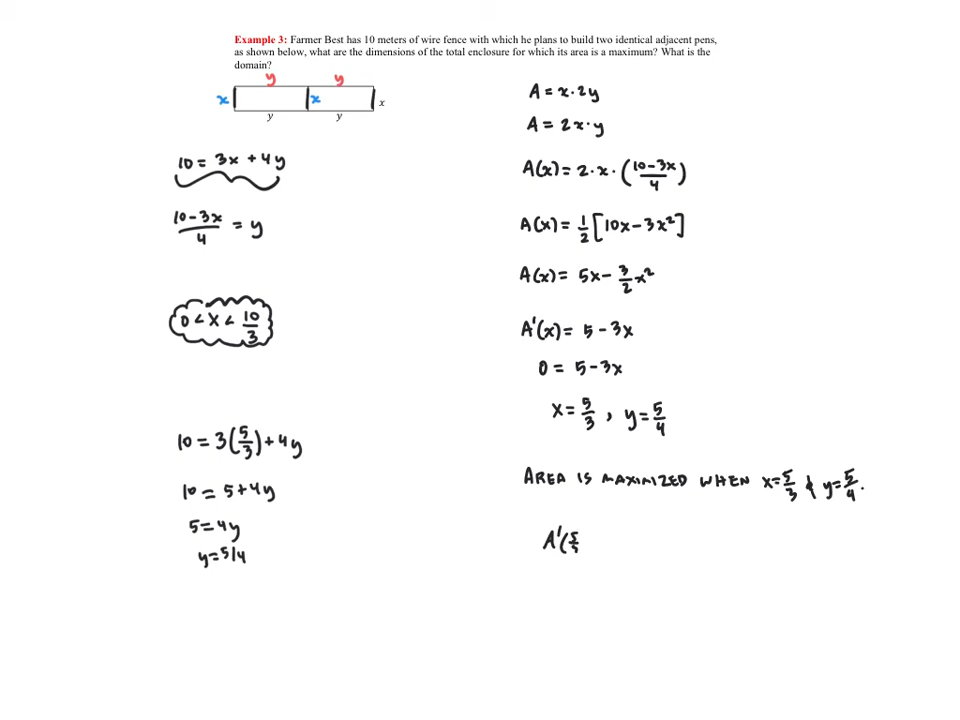 Example 3: Farmer Best has 10 meters of wire fence with which he plans to build two identical adjacent pens,
as shown below, what are the dimensions of the total enclosure for which its area is a maximum? What is the
domain?
y y
x x x
y y
10 = 3x + 4y
(10-3x)/4 = y
0 < x < 10/3
10 = 3(5/3) + 4y
10 = 5 + 4y
5 = 4y
y = 5/4
A = x · 2y
A = 2x · y
A(x) = 2 · x · ((10-3x)/4)
A(x) = 1/2 [10x - 3x²]
A(x) = 5x - 3/2 x²
A'(x) = 5 - 3x
0 = 5 - 3x
x = 5/3 , y = 5/4
AREA IS MAXIMIZED WHEN x = 5/3 & y = 5/4.
A'(5